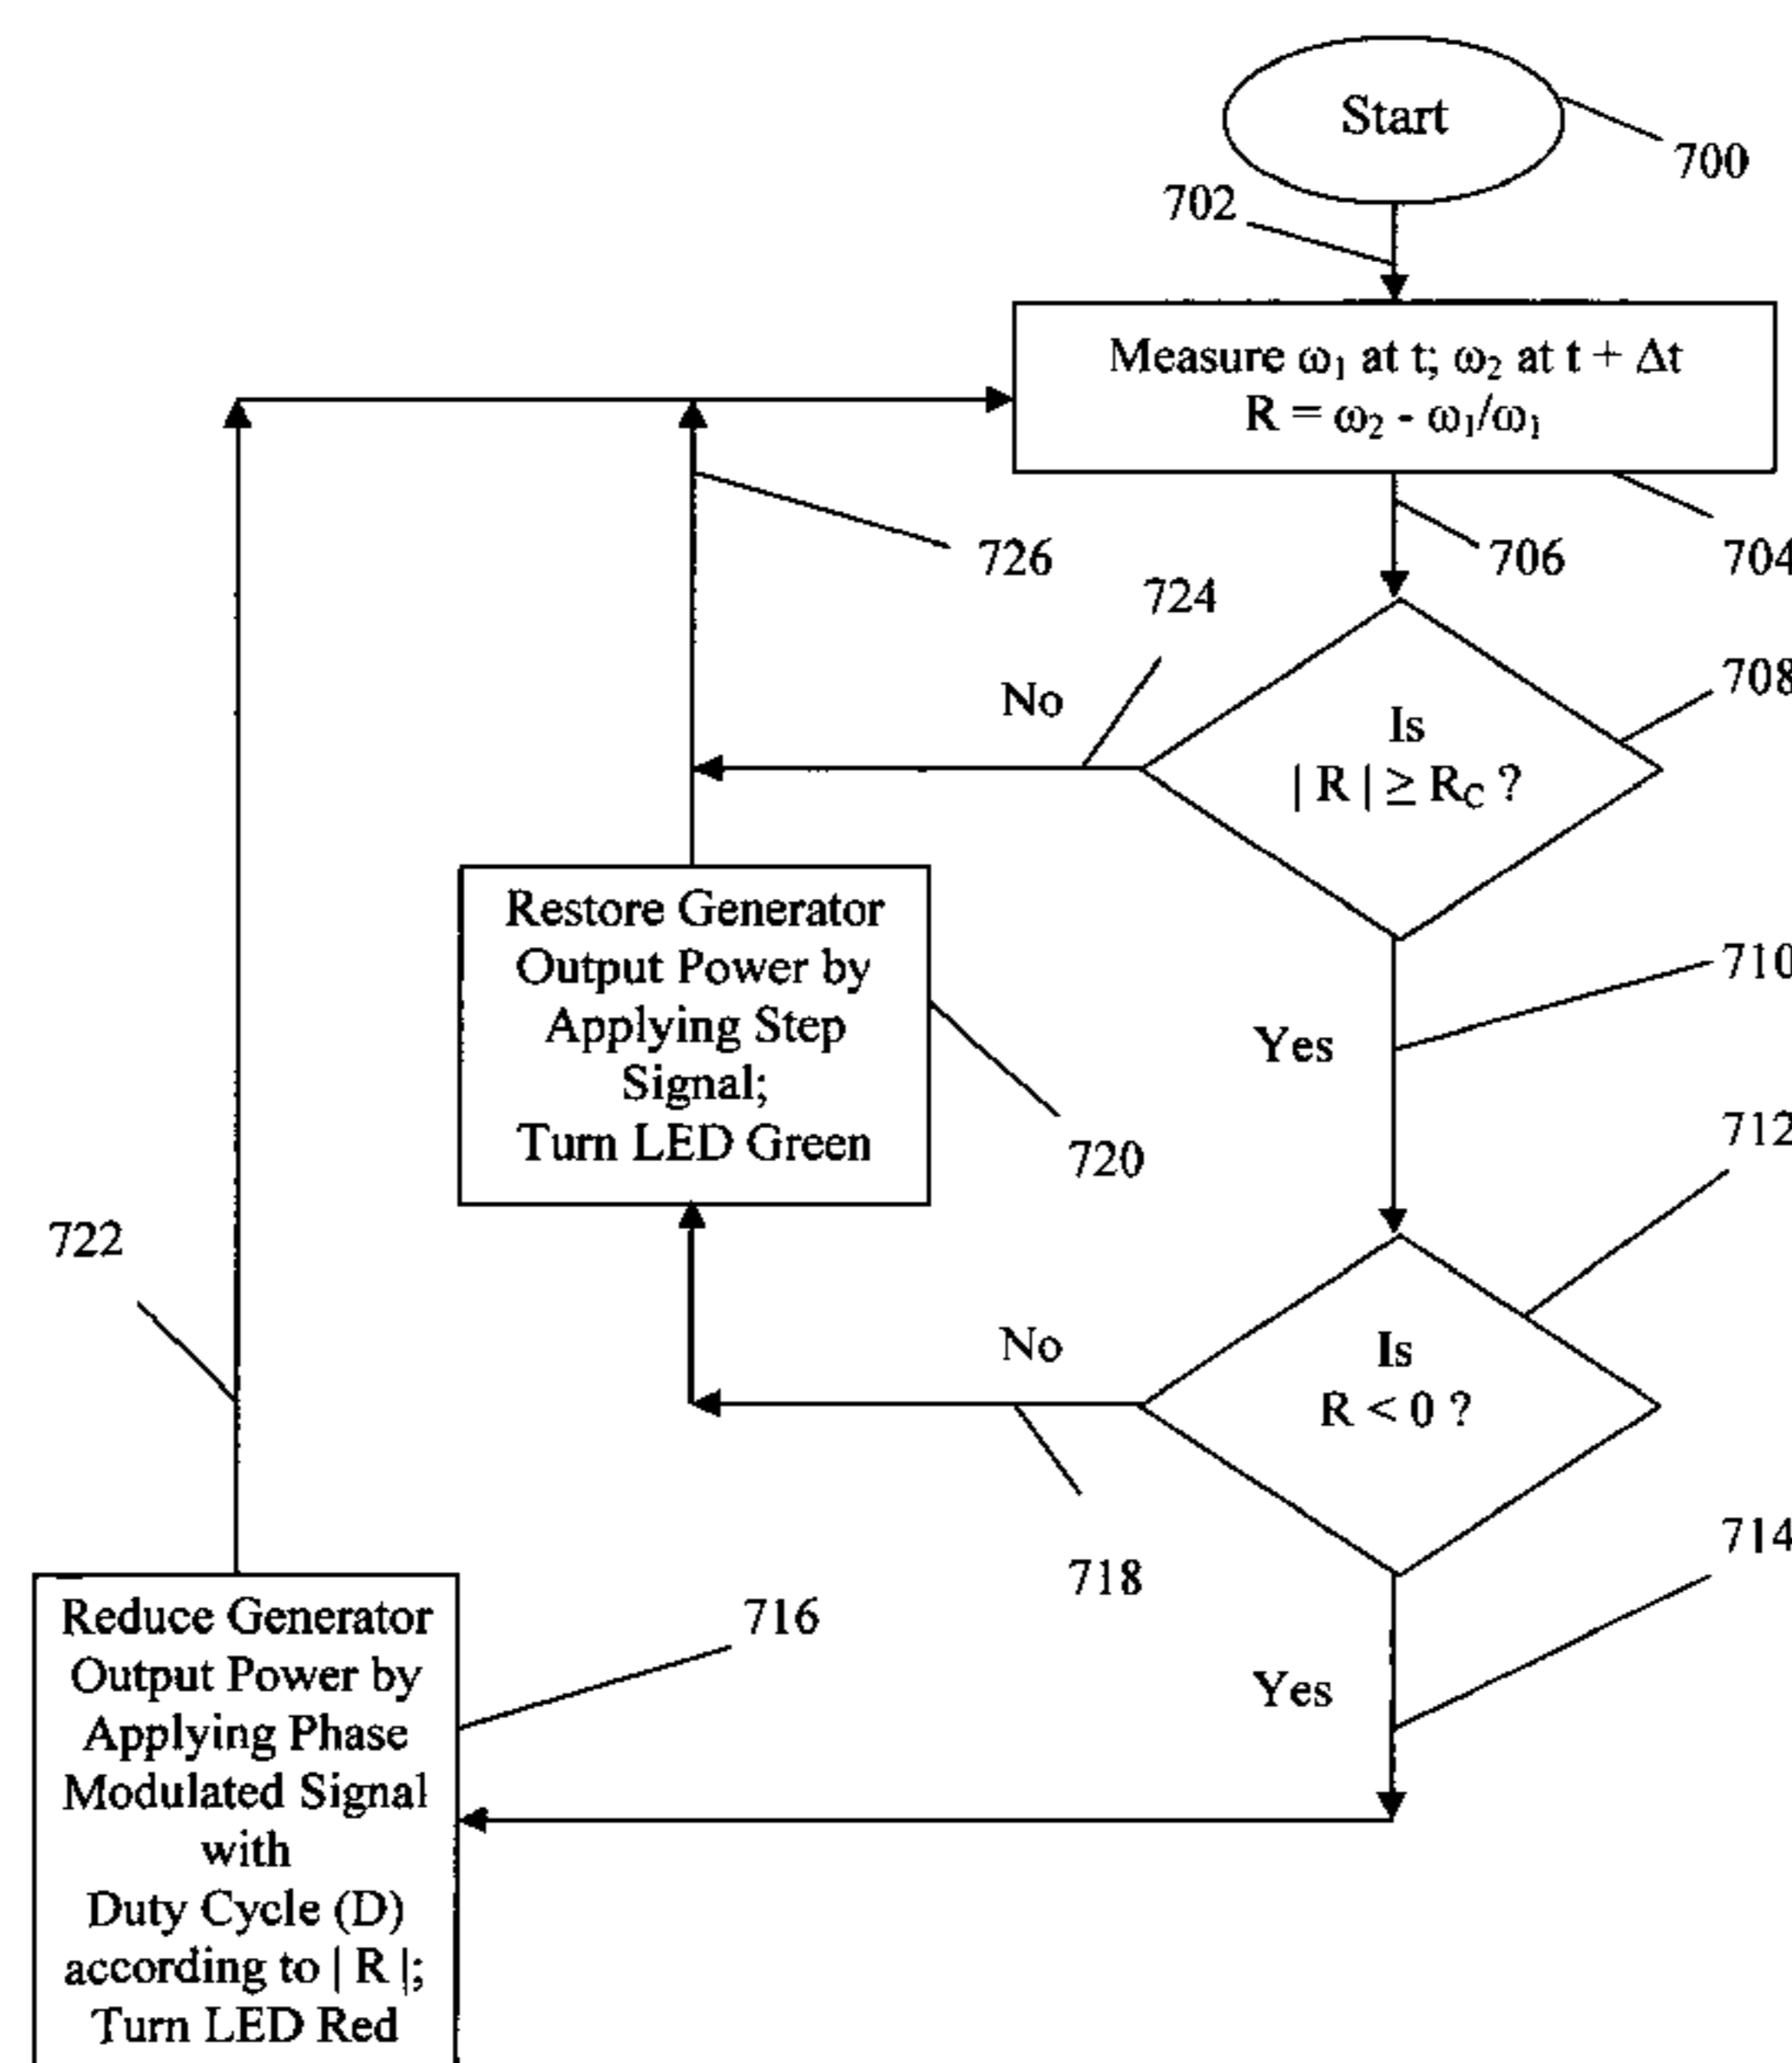 Start
700
702
Measure ω₁ at t; ω₂ at t + Δt
R = ω₂ - ω₁/ω₁
726
706
704
724
708
No
Is
| R | ≥ R_C ?
Restore Generator
Output Power by
Applying Step
Signal;
Turn LED Green
710
Yes
712
720
722
No
Is
R < 0 ?
718
714
716
Yes
Reduce Generator
Output Power by
Applying Phase
Modulated Signal
with
Duty Cycle (D)
according to | R |;
Turn LED Red